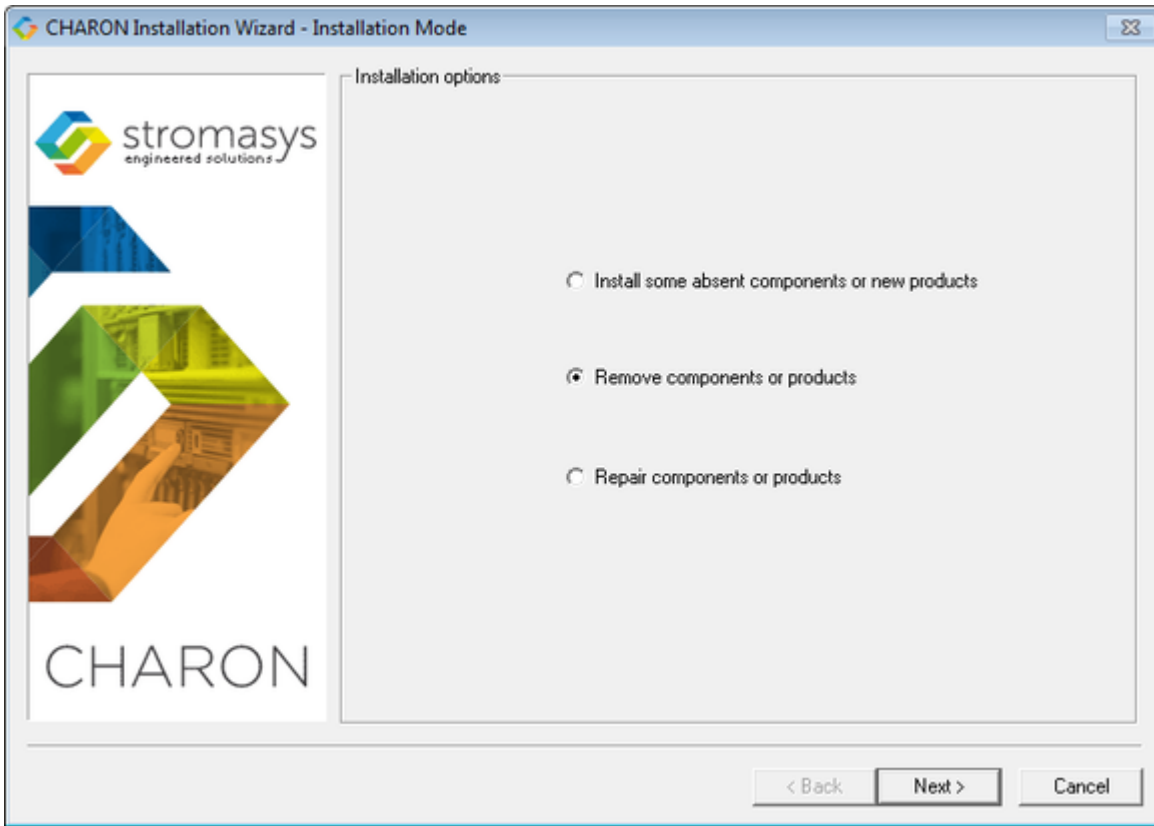 CHARON Installation Wizard - Installation Mode
Installation options
stromasys
engineered solutions
Install some absent components or new products
Remove components or products
Repair components or products
CHARON
< Back
Next >
Cancel